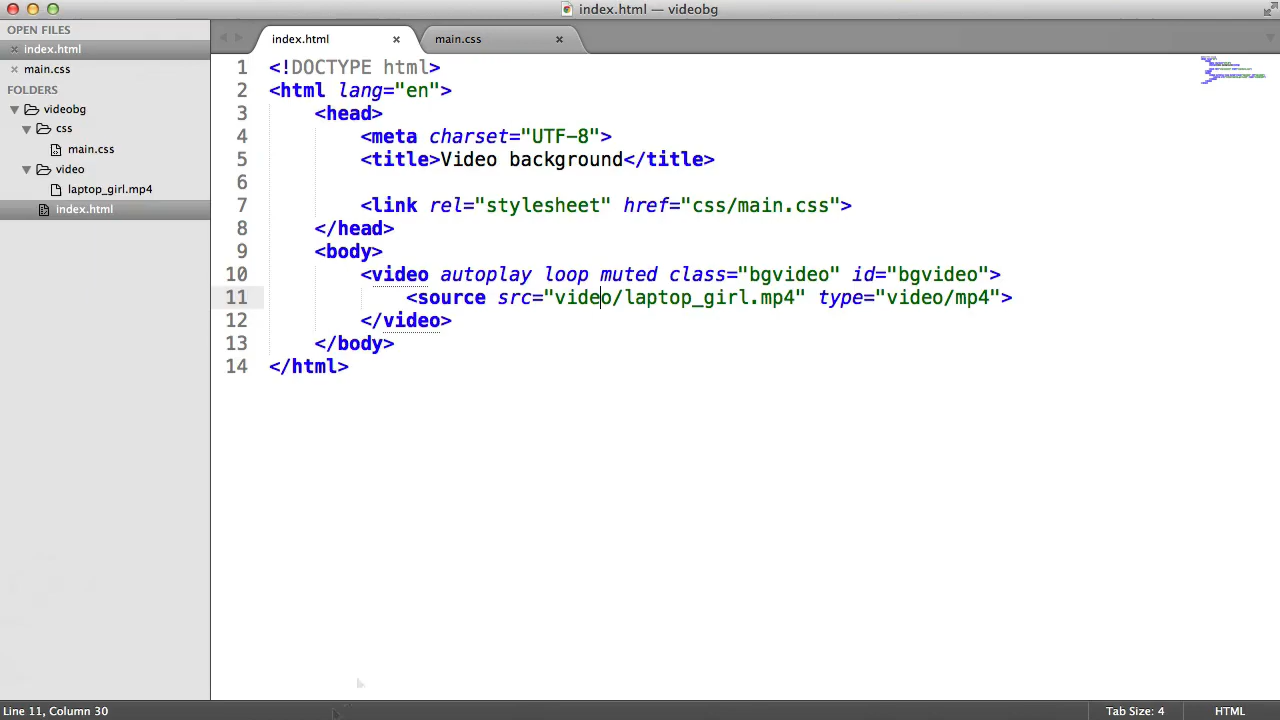 index.html — videobg
OPEN FILES
index.html
main.css
FOLDERS
videobg
css
main.css
video
laptop_girl.mp4
index.html
index.html
main.css
1 <!DOCTYPE html>
2 <html lang="en">
3 <head>
4 <meta charset="UTF-8">
5 <title>Video background</title>
6
7 <link rel="stylesheet" href="css/main.css">
8 </head>
9 <body>
10 <video autoplay loop muted class="bgvideo" id="bgvideo">
11 <source src="video/laptop_girl.mp4" type="video/mp4">
12 </video>
13 </body>
14 </html>
Line 11, Column 30
Tab Size: 4
HTML